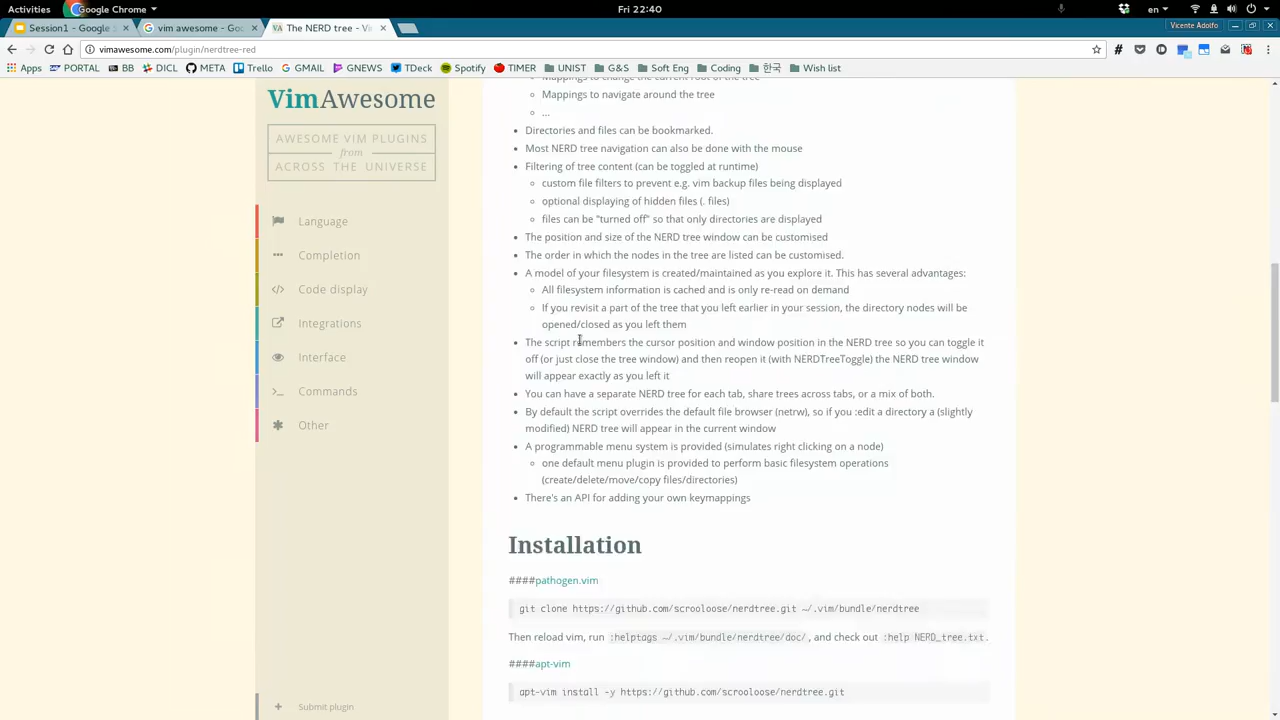 Activities
Google Chrome
Fri 22:40
en
Session1 - Google
vim awesome - Goo
The NERD tree - Vi
Vicente Adolfo
vimawesome.com/plugin/nerdtree-red
Apps
PORTAL
BB
DICL
META
Trello
GMAIL
GNEWS
TDeck
Spotify
TIMER
UNIST
G&S
Soft Eng
Coding
한국
Wish list
VimAwesome
AWESOME VIM PLUGINS
from
ACROSS THE UNIVERSE
Language
Completion
Code display
Integrations
Interface
Commands
Other
Submit plugin
Mappings to change the current root of the tree
Mappings to navigate around the tree
...
Directories and files can be bookmarked.
Most NERD tree navigation can also be done with the mouse
Filtering of tree content (can be toggled at runtime)
custom file filters to prevent e.g. vim backup files being displayed
optional displaying of hidden files (. files)
files can be "turned off" so that only directories are displayed
The position and size of the NERD tree window can be customised
The order in which the nodes in the tree are listed can be customised.
A model of your filesystem is created/maintained as you explore it. This has several advantages:
All filesystem information is cached and is only re-read on demand
If you revisit a part of the tree that you left earlier in your session, the directory nodes will be
opened/closed as you left them
The script remembers the cursor position and window position in the NERD tree so you can toggle it
off (or just close the tree window) and then reopen it (with NERDTreeToggle) the NERD tree window
will appear exactly as you left it
You can have a separate NERD tree for each tab, share trees across tabs, or a mix of both.
By default the script overrides the default file browser (netrw), so if you :edit a directory a (slightly
modified) NERD tree will appear in the current window
A programmable menu system is provided (simulates right clicking on a node)
one default menu plugin is provided to perform basic filesystem operations
(create/delete/move/copy files/directories)
There's an API for adding your own keymappings
Installation
####pathogen.vim
git clone https://github.com/scrooloose/nerdtree.git ~/.vim/bundle/nerdtree
Then reload vim, run :helptags ~/.vim/bundle/nerdtree/doc/, and check out :help NERD_tree.txt.
####apt-vim
apt-vim install -y https://github.com/scrooloose/nerdtree.git